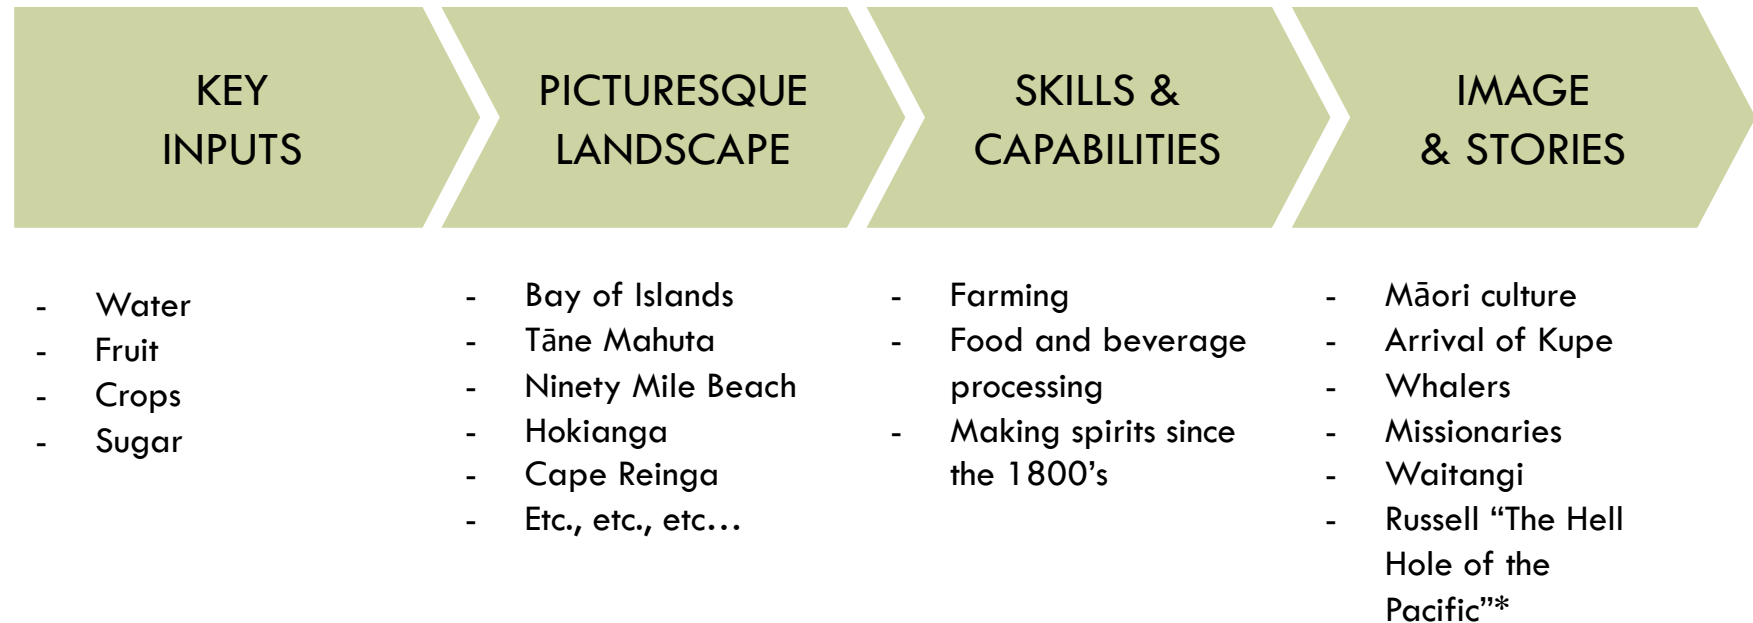 KEY
INPUTS
PICTURESQUE
LANDSCAPE
SKILLS &
CAPABILITIES
IMAGE
& STORIES
- Water
- Fruit
- Crops
- Sugar
- Bay of Islands
- Tāne Mahuta
- Ninety Mile Beach
- Hokianga
- Cape Reinga
- Etc., etc., etc…
- Farming
- Food and beverage
processing
- Making spirits since
the 1800’s
- Māori culture
- Arrival of Kupe
- Whalers
- Missionaries
- Waitangi
- Russell “The Hell
Hole of the
Pacific”*